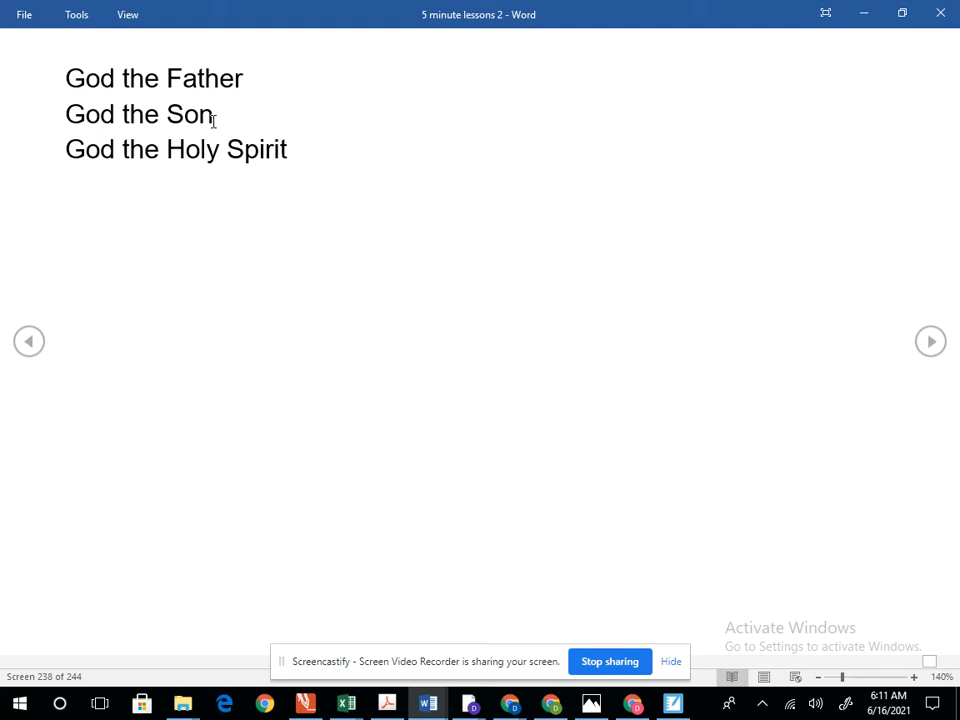 File Tools View 5 minute lessons 2 - Word
God the Father
God the Son
God the Holy Spirit
Activate Windows
Go to Settings to activate Windows.
Screencastify - Screen Video Recorder is sharing your screen. Stop sharing Hide
Screen 238 of 244 140%
6:11 AM
6/16/2021